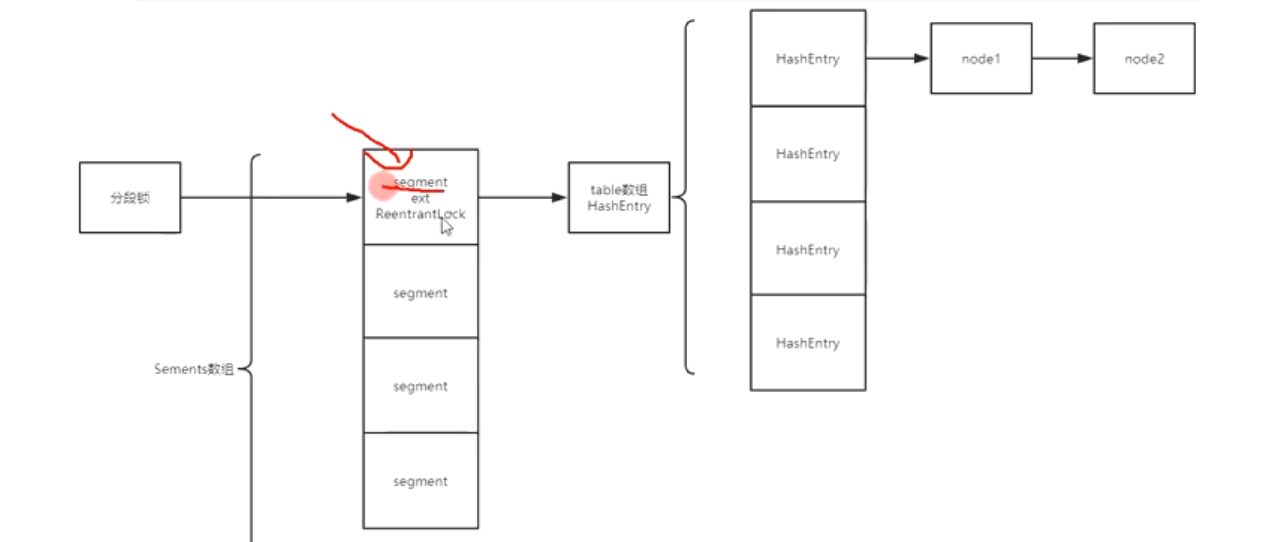 分段锁
Sements数组
segment
ext
ReentrantLock
segment
segment
segment
table数组
HashEntry
HashEntry
HashEntry
HashEntry
HashEntry
node1
node2